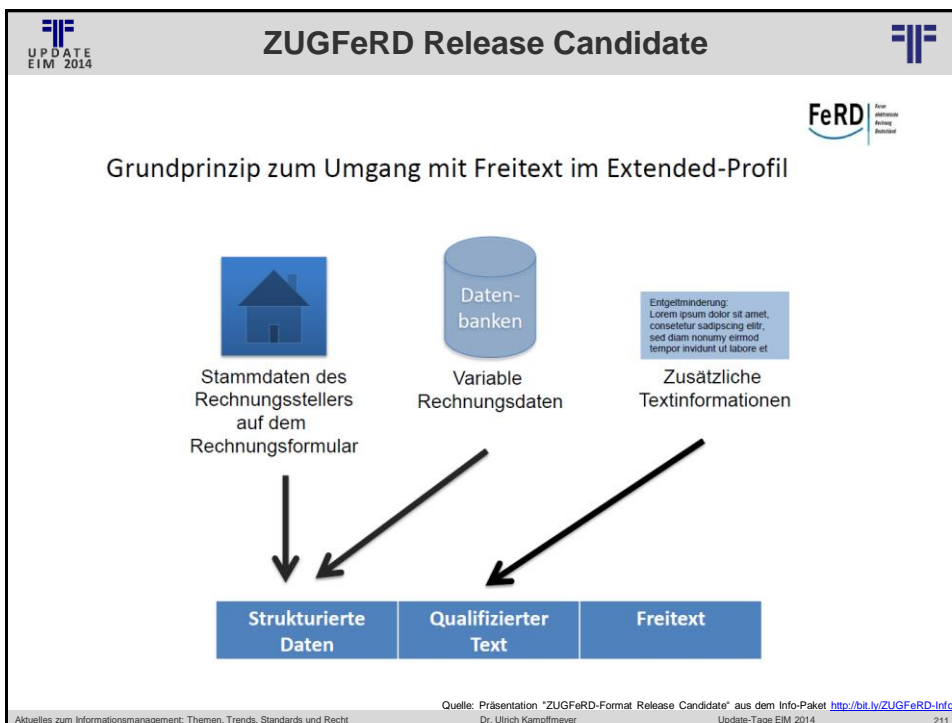 UPDATE
EIM 2014
ZUGFeRD Release Candidate
FeRD
Forum
elektronische
Rechnung
Deutschland
Grundprinzip zum Umgang mit Freitext im Extended-Profil
Daten-
banken
Entgeltminderung:
Lorem ipsum dolor sit amet,
consetetur sadipscing elitr,
sed diam nonumy eirmod
tempor invidunt ut labore et
Stammdaten des
Rechnungsstellers
auf dem
Rechnungsformular
Variable
Rechnungsdaten
Zusätzliche
Textinformationen
Strukturierte
Daten
Qualifizierter
Text
Freitext
Quelle: Präsentation "ZUGFeRD-Format Release Candidate" aus dem Info-Paket http://bit.ly/ZUGFeRD-Info
Aktuelles zum Informationsmanagement: Themen, Trends, Standards und Recht
Dr. Ulrich Kampffmeyer
Update-Tage EIM 2014
211